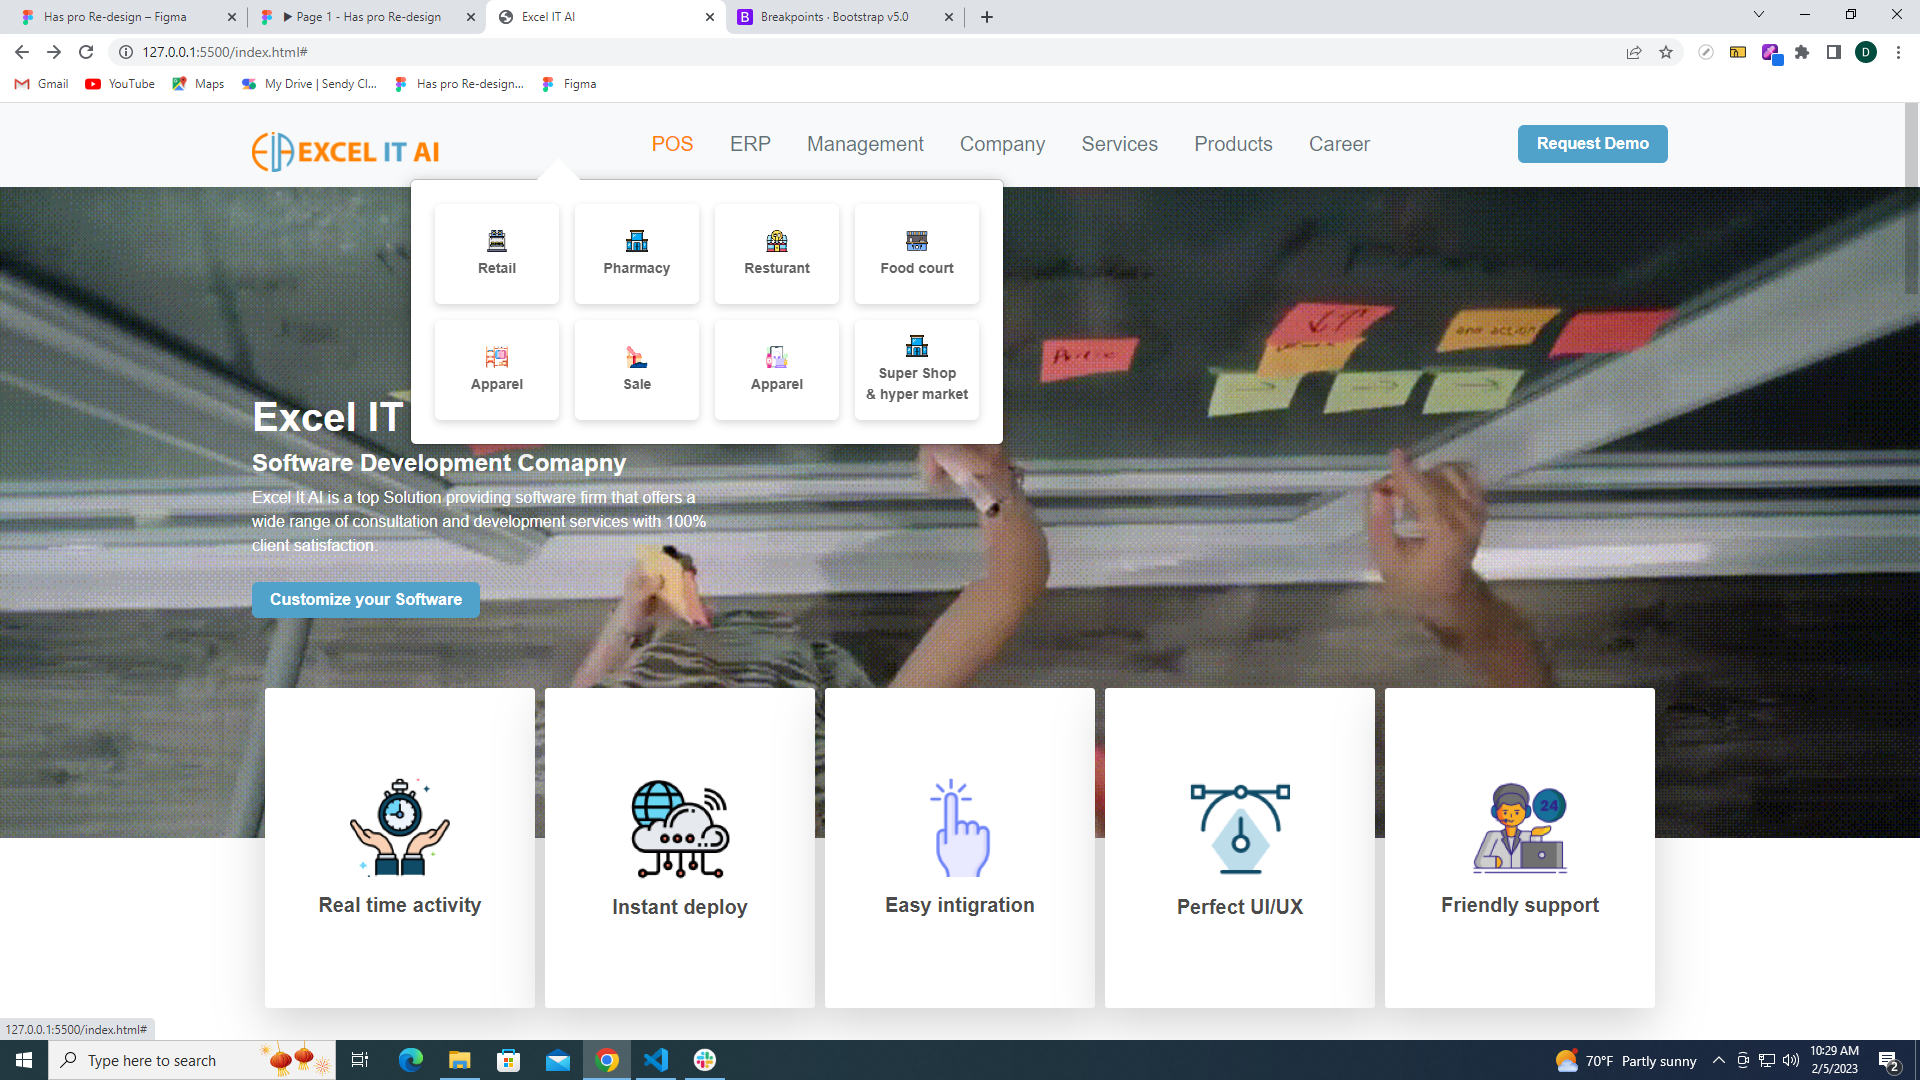 Has pro Re-design – Figma
▶ Page 1 - Has pro Re-design
Excel IT AI
Breakpoints · Bootstrap v5.0
127.0.0.1:5500/index.html#
D
Gmail
YouTube
Maps
My Drive | Sendy Cl...
Has pro Re-design...
Figma
EXCEL IT AI
POS
ERP
Management
Company
Services
Products
Career
Request Demo
Retail
Pharmacy
Resturant
Food court
Apparel
Sale
Apparel
Super Shop
& hyper market
and action
Excel IT
Software Development Comapny
Excel It AI is a top Solution providing software firm that offers a
wide range of consultation and development services with 100%
client satisfaction.
Customize your Software
24
Real time activity
Instant deploy
Easy intigration
Perfect UI/UX
Friendly support
127.0.0.1:5500/index.html#
Type here to search
70°F Partly sunny
10:29 AM
2/5/2023
2